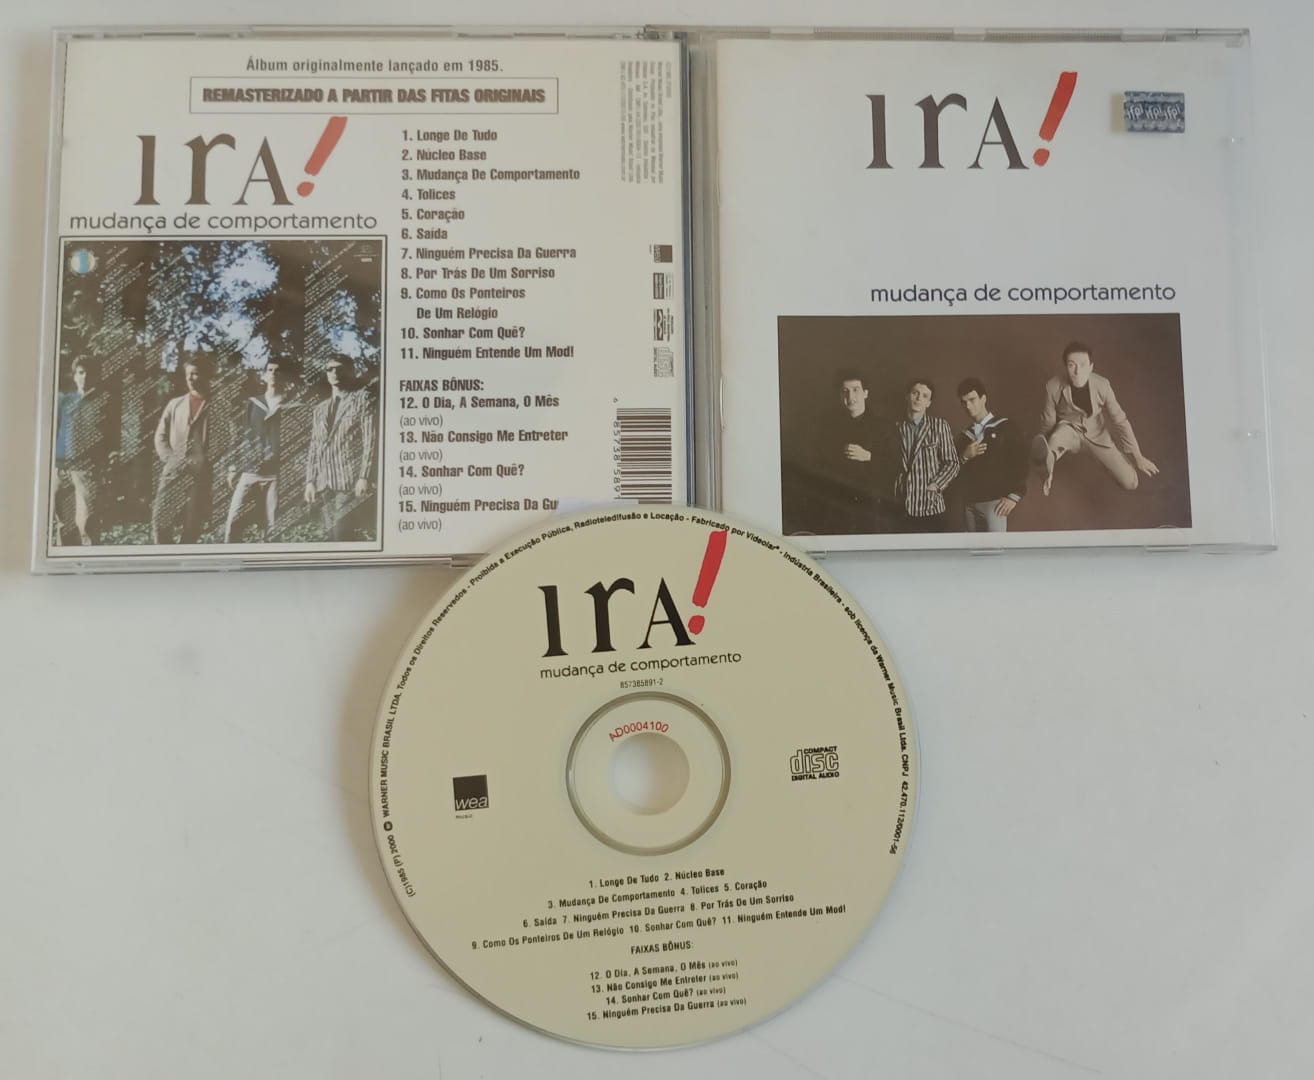 Álbum originalmente lançado em 1985.
REMASTERIZADO A PARTIR DAS FITAS ORIGINAIS
IRA!
mudança de comportamento
1. Longe De Tudo
2. Núcleo Base
3. Mudança De Comportamento
4. Tolices
5. Coração
6. Saída
7. Ninguém Precisa Da Guerra
8. Por Trás De Um Sorriso
9. Como Os Ponteiros
De Um Relógio
10. Sonhar Com Quê?
11. Ninguém Entende Um Mod!
FAIXAS BÔNUS:
12. O Dia, A Semana, O Mês
(ao vivo)
13. Não Consigo Me Entreter
(ao vivo)
14. Sonhar Com Quê?
(ao vivo)
15. Ninguém Precisa Da Gu
(ao vivo)
6 85738 5891
disc
IRA!
mudança de comportamento
ifpi ifpi ifpi
(C)1985 (P) 2000 WARNER MUSIC BRASIL LTDA. Todos os Direitos Reservados - Proibida a Execução Pública, Radioteledifusão e Locação - Fabricado por Videolar® - Indústria Brasileira - sob licença da Warner Music Brasil Ltda. CNPJ 42.470.112/0001-56
IRA!
mudança de comportamento
857385891-2
AD0004100
wea
music
COMPACT
disc
DIGITAL AUDIO
1. Longe De Tudo 2. Núcleo Base
3. Mudança De Comportamento 4. Tolices 5. Coração
6. Saída 7. Ninguém Precisa Da Guerra 8. Por Trás De Um Sorriso
9. Como Os Ponteiros De Um Relógio 10. Sonhar Com Quê? 11. Ninguém Entende Um Mod!
FAIXAS BÔNUS:
12. O Dia, A Semana, O Mês (ao vivo)
13. Não Consigo Me Entreter (ao vivo)
14. Sonhar Com Quê? (ao vivo)
15. Ninguém Precisa Da Guerra (ao vivo)